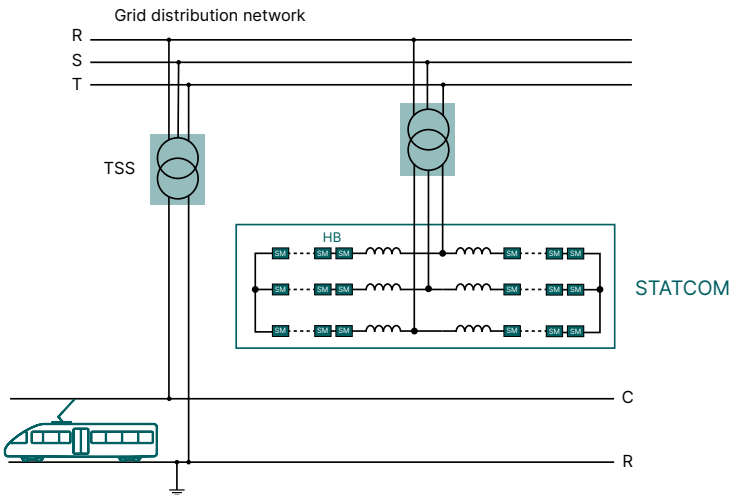 Grid distribution network
R
S
T
TSS
HB
SM SM SM SM SM SM
SM SM SM SM SM SM
SM SM SM SM SM SM
STATCOM
C
R